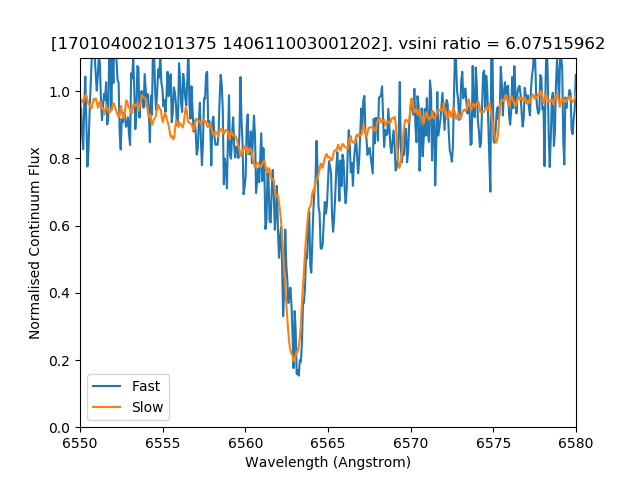 [170104002101375 140611003001202]. vsini ratio = 6.07515962
1.0
0.8
0.6
0.4
0.2
0.0
Normalised Continuum Flux
Fast
Slow
6550 6555 6560 6565 6570 6575 6580
Wavelength (Angstrom)